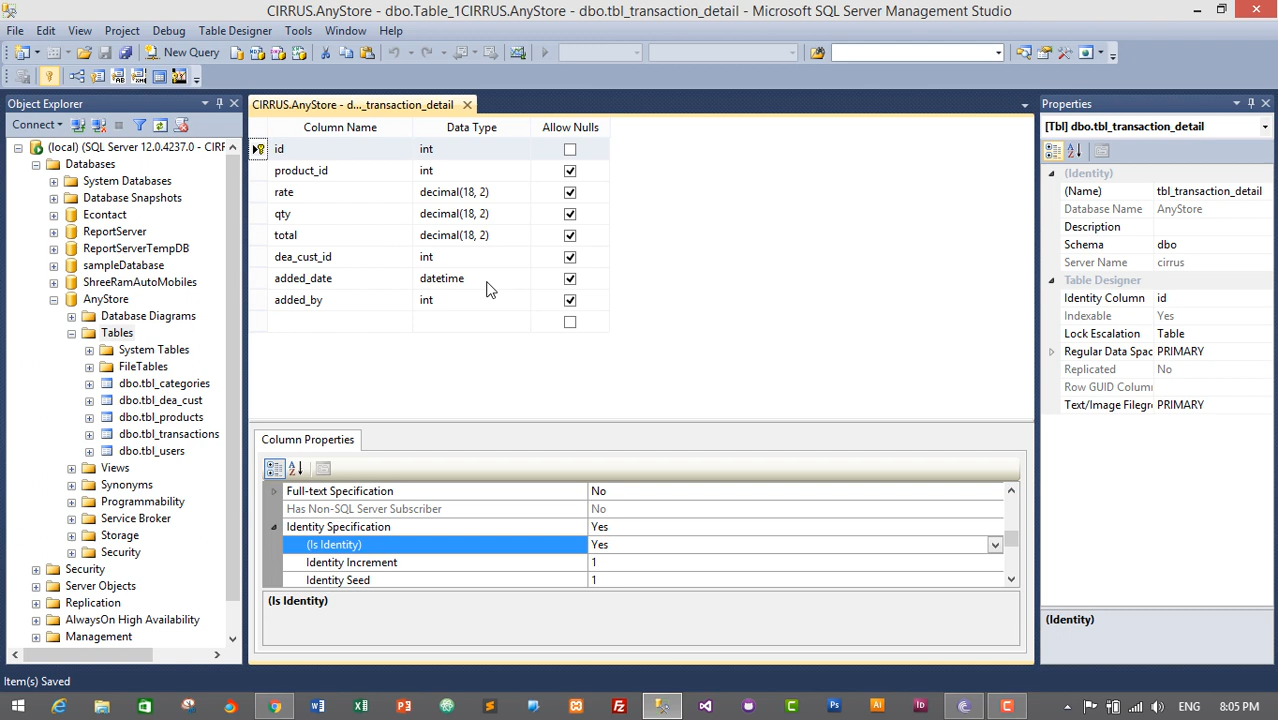 CIRRUS.AnyStore - dbo.Table_1CIRRUS.AnyStore - dbo.tbl_transaction_detail - Microsoft SQL Server Management Studio
File Edit View Project Debug Table Designer Tools Window Help
New Query
Object Explorer
Connect
(local) (SQL Server 12.0.4237.0 - CIRR
Databases
System Databases
Database Snapshots
Econtact
ReportServer
ReportServerTempDB
sampleDatabase
ShreeRamAutoMobiles
AnyStore
Database Diagrams
Tables
System Tables
FileTables
dbo.tbl_categories
dbo.tbl_dea_cust
dbo.tbl_products
dbo.tbl_transactions
dbo.tbl_users
Views
Synonyms
Programmability
Service Broker
Storage
Security
Security
Server Objects
Replication
AlwaysOn High Availability
Management
CIRRUS.AnyStore - d..._transaction_detail
Column Name Data Type Allow Nulls
id int
product_id int
rate decimal(18, 2)
qty decimal(18, 2)
total decimal(18, 2)
dea_cust_id int
added_date datetime
added_by int
Column Properties
Full-text Specification No
Has Non-SQL Server Subscriber No
Identity Specification Yes
(Is Identity) Yes
Identity Increment 1
Identity Seed 1
(Is Identity)
Properties
[Tbl] dbo.tbl_transaction_detail
(Identity)
(Name) tbl_transaction_detail
Database Name AnyStore
Description
Schema dbo
Server Name cirrus
Table Designer
Identity Column id
Indexable Yes
Lock Escalation Table
Regular Data Spac PRIMARY
Replicated No
Row GUID Column
Text/Image Filegr PRIMARY
(Identity)
Item(s) Saved
ENG 8:05 PM